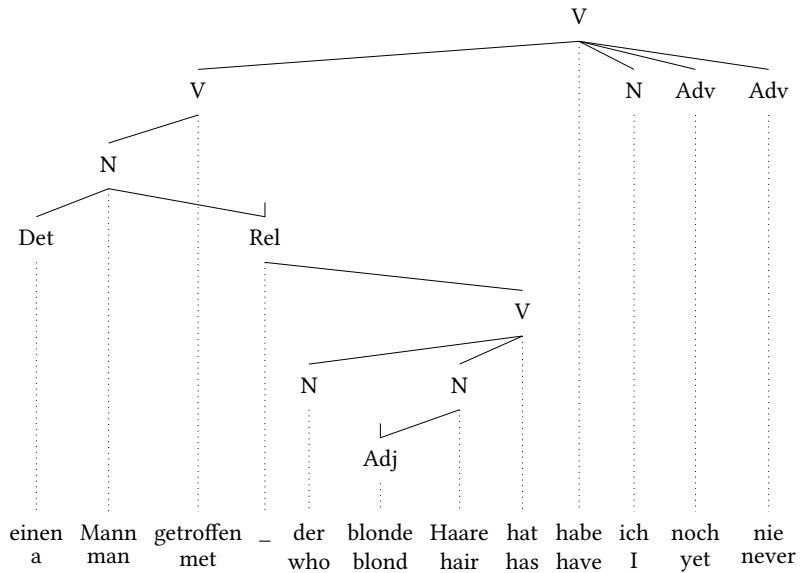 V
V N Adv Adv
N
Det Rel
V
N N
Adj
einen Mann getroffen _ der blonde Haare hat habe ich noch nie
a man met who blond hair has have I yet never